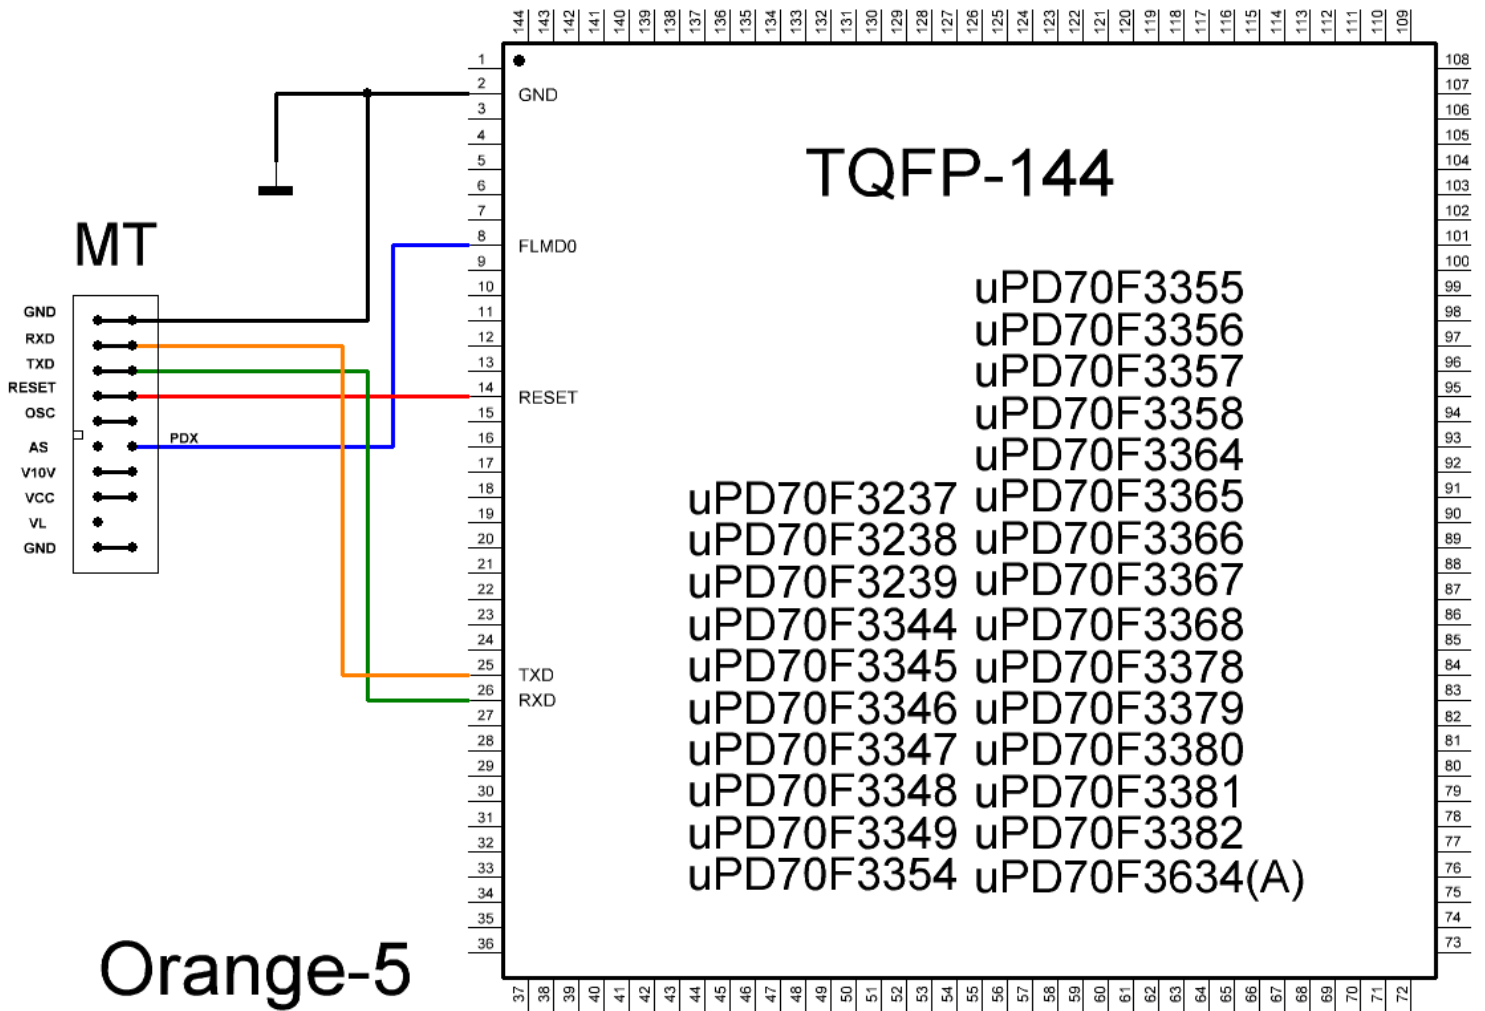 144 143 142 141 140 139 138 137 136 135 134 133 132 131 130 129 128 127 126 125 124 123 122 121 120 119 118 117 116 115 114 113 112 111 110 109
1
2
3
4
5
6
7
8
9
10
11
12
13
14
15
16
17
18
19
20
21
22
23
24
25
26
27
28
29
30
31
32
33
34
35
36
GND
FLMD0
RESET
TXD
RXD
TQFP-144
uPD70F3237
uPD70F3238
uPD70F3239
uPD70F3344
uPD70F3345
uPD70F3346
uPD70F3347
uPD70F3348
uPD70F3349
uPD70F3354
uPD70F3355
uPD70F3356
uPD70F3357
uPD70F3358
uPD70F3364
uPD70F3365
uPD70F3366
uPD70F3367
uPD70F3368
uPD70F3378
uPD70F3379
uPD70F3380
uPD70F3381
uPD70F3382
uPD70F3634(A)
108
107
106
105
104
103
102
101
100
99
98
97
96
95
94
93
92
91
90
89
88
87
86
85
84
83
82
81
80
79
78
77
76
75
74
73
MT
GND
RXD
TXD
RESET
OSC
AS
V10V
VCC
VL
GND
PDX
Orange-5
37 38 39 40 41 42 43 44 45 46 47 48 49 50 51 52 53 54 55 56 57 58 59 60 61 62 63 64 65 66 67 68 69 70 71 72